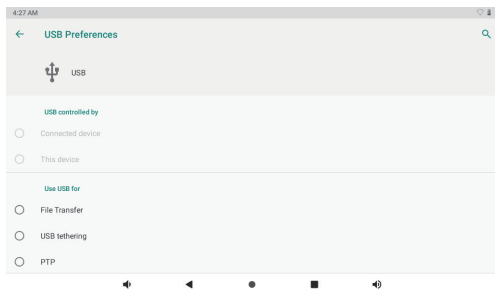 4:27 AM
USB Preferences
USB
USB controlled by
Connected device
This device
Use USB for
File Transfer
USB tethering
PTP